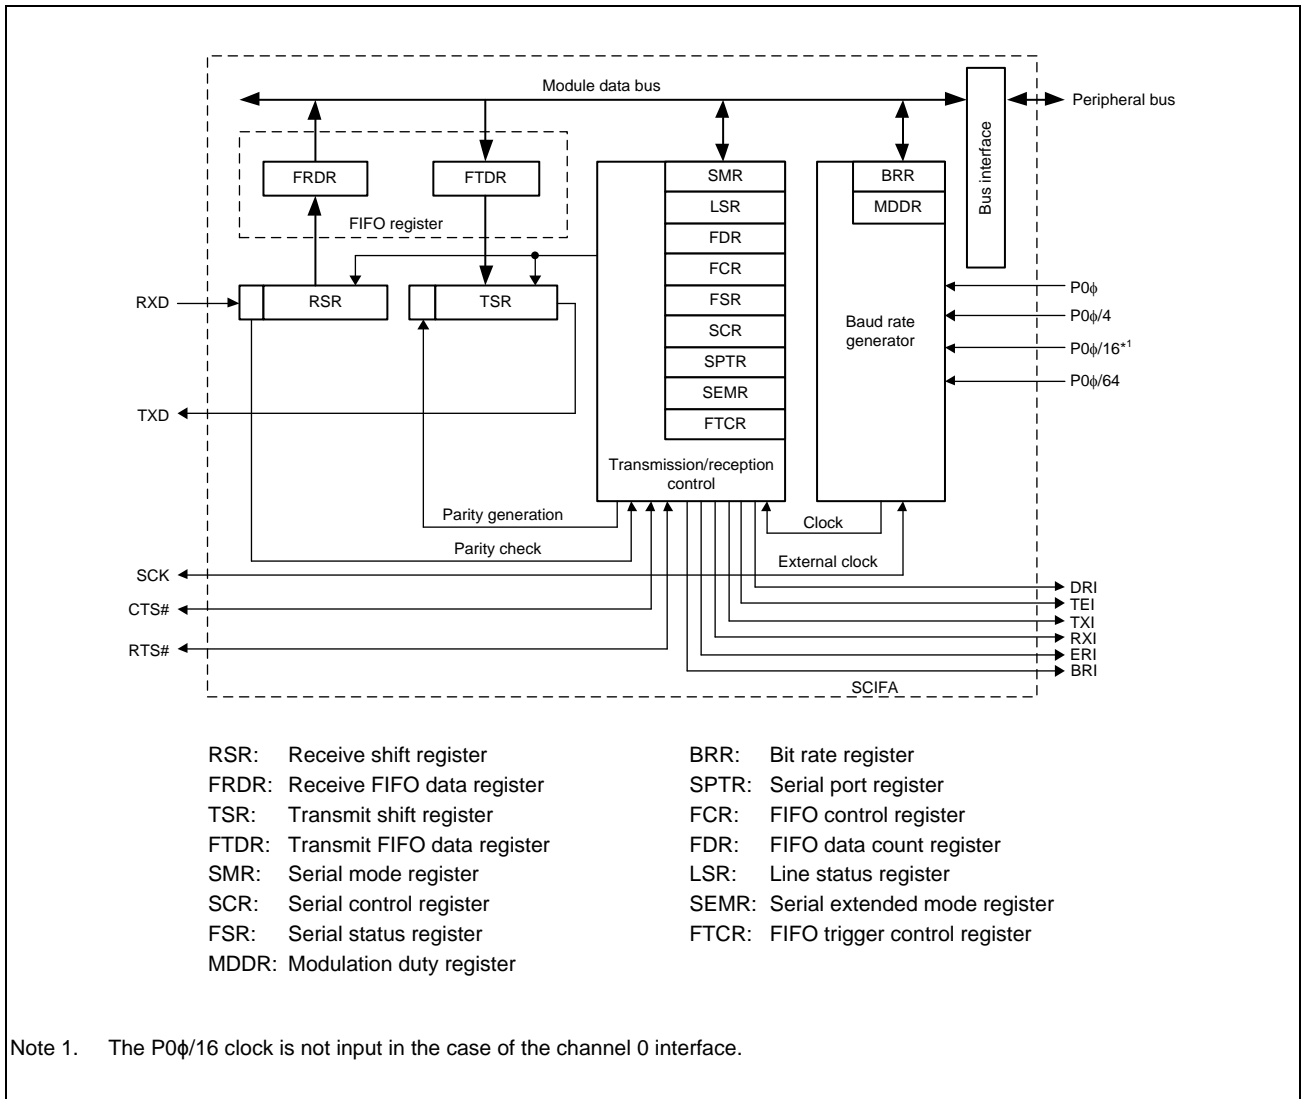 Module data bus
Peripheral bus
Bus interface
FRDR
FTDR
FIFO register
SMR
LSR
FDR
FCR
FSR
SCR
SPTR
SEMR
FTCR
Transmission/reception
control
BRR
MDDR
Baud rate
generator
RXD
RSR
TSR
P0ϕ
P0ϕ/4
P0ϕ/16*1
P0ϕ/64
TXD
Parity generation
Clock
Parity check
External clock
SCK
CTS#
RTS#
DRI
TEI
TXI
RXI
ERI
BRI
SCIFA
RSR: Receive shift register
FRDR: Receive FIFO data register
TSR: Transmit shift register
FTDR: Transmit FIFO data register
SMR: Serial mode register
SCR: Serial control register
FSR: Serial status register
MDDR: Modulation duty register
BRR: Bit rate register
SPTR: Serial port register
FCR: FIFO control register
FDR: FIFO data count register
LSR: Line status register
SEMR: Serial extended mode register
FTCR: FIFO trigger control register
Note 1. The P0ϕ/16 clock is not input in the case of the channel 0 interface.